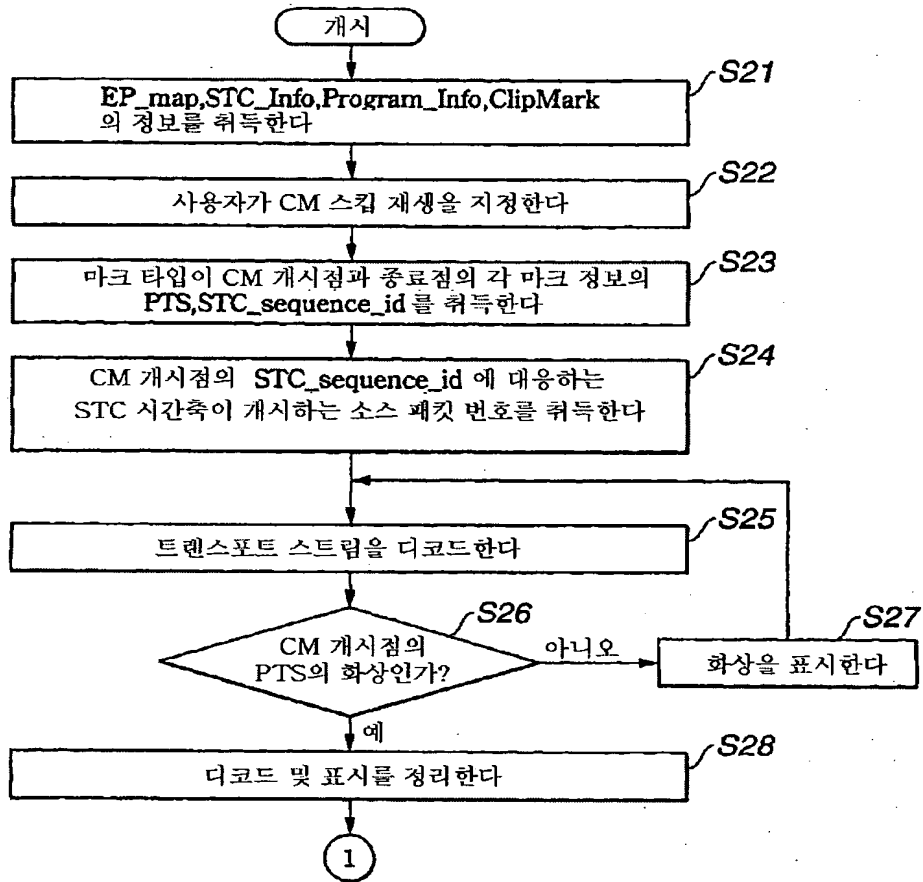 개시
S21
EP_map,STC_Info,Program_Info,ClipMark
의 정보를 취득한다
S22
사용자가 CM 스킵 재생을 지정한다
S23
마크 타입이 CM 개시점과 종료점의 각 마크 정보의
PTS,STC_sequence_id 를 취득한다
S24
CM 개시점의 STC_sequence_id 에 대응하는
STC 시간축이 개시하는 소스 패킷 번호를 취득한다
S25
트랜스포트 스트림을 디코드한다
S26
CM 개시점의
PTS의 화상인가?
아니오
S27
화상을 표시한다
예
S28
디코드 및 표시를 정리한다
1